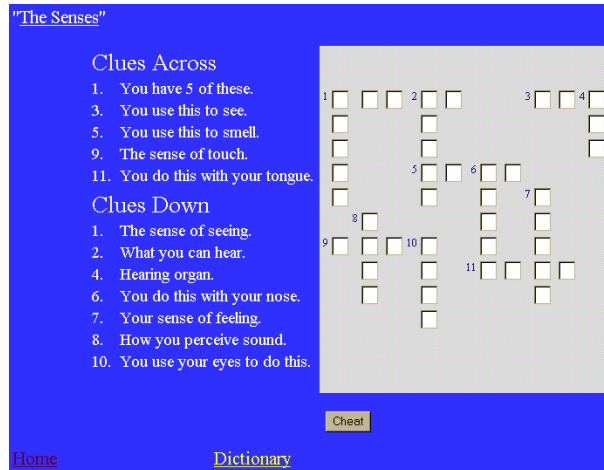 "The Senses"
Clues Across
1. You have 5 of these.
3. You use this to see.
5. You use this to smell.
9. The sense of touch.
11. You do this with your tongue.
Clues Down
1. The sense of seeing.
2. What you can hear.
4. Hearing organ.
6. You do this with your nose.
7. Your sense of feeling.
8. How you perceive sound.
10. You use your eyes to do this.
1 2 3 4
5 6
7
8
9 10
11
Cheat
Home Dictionary